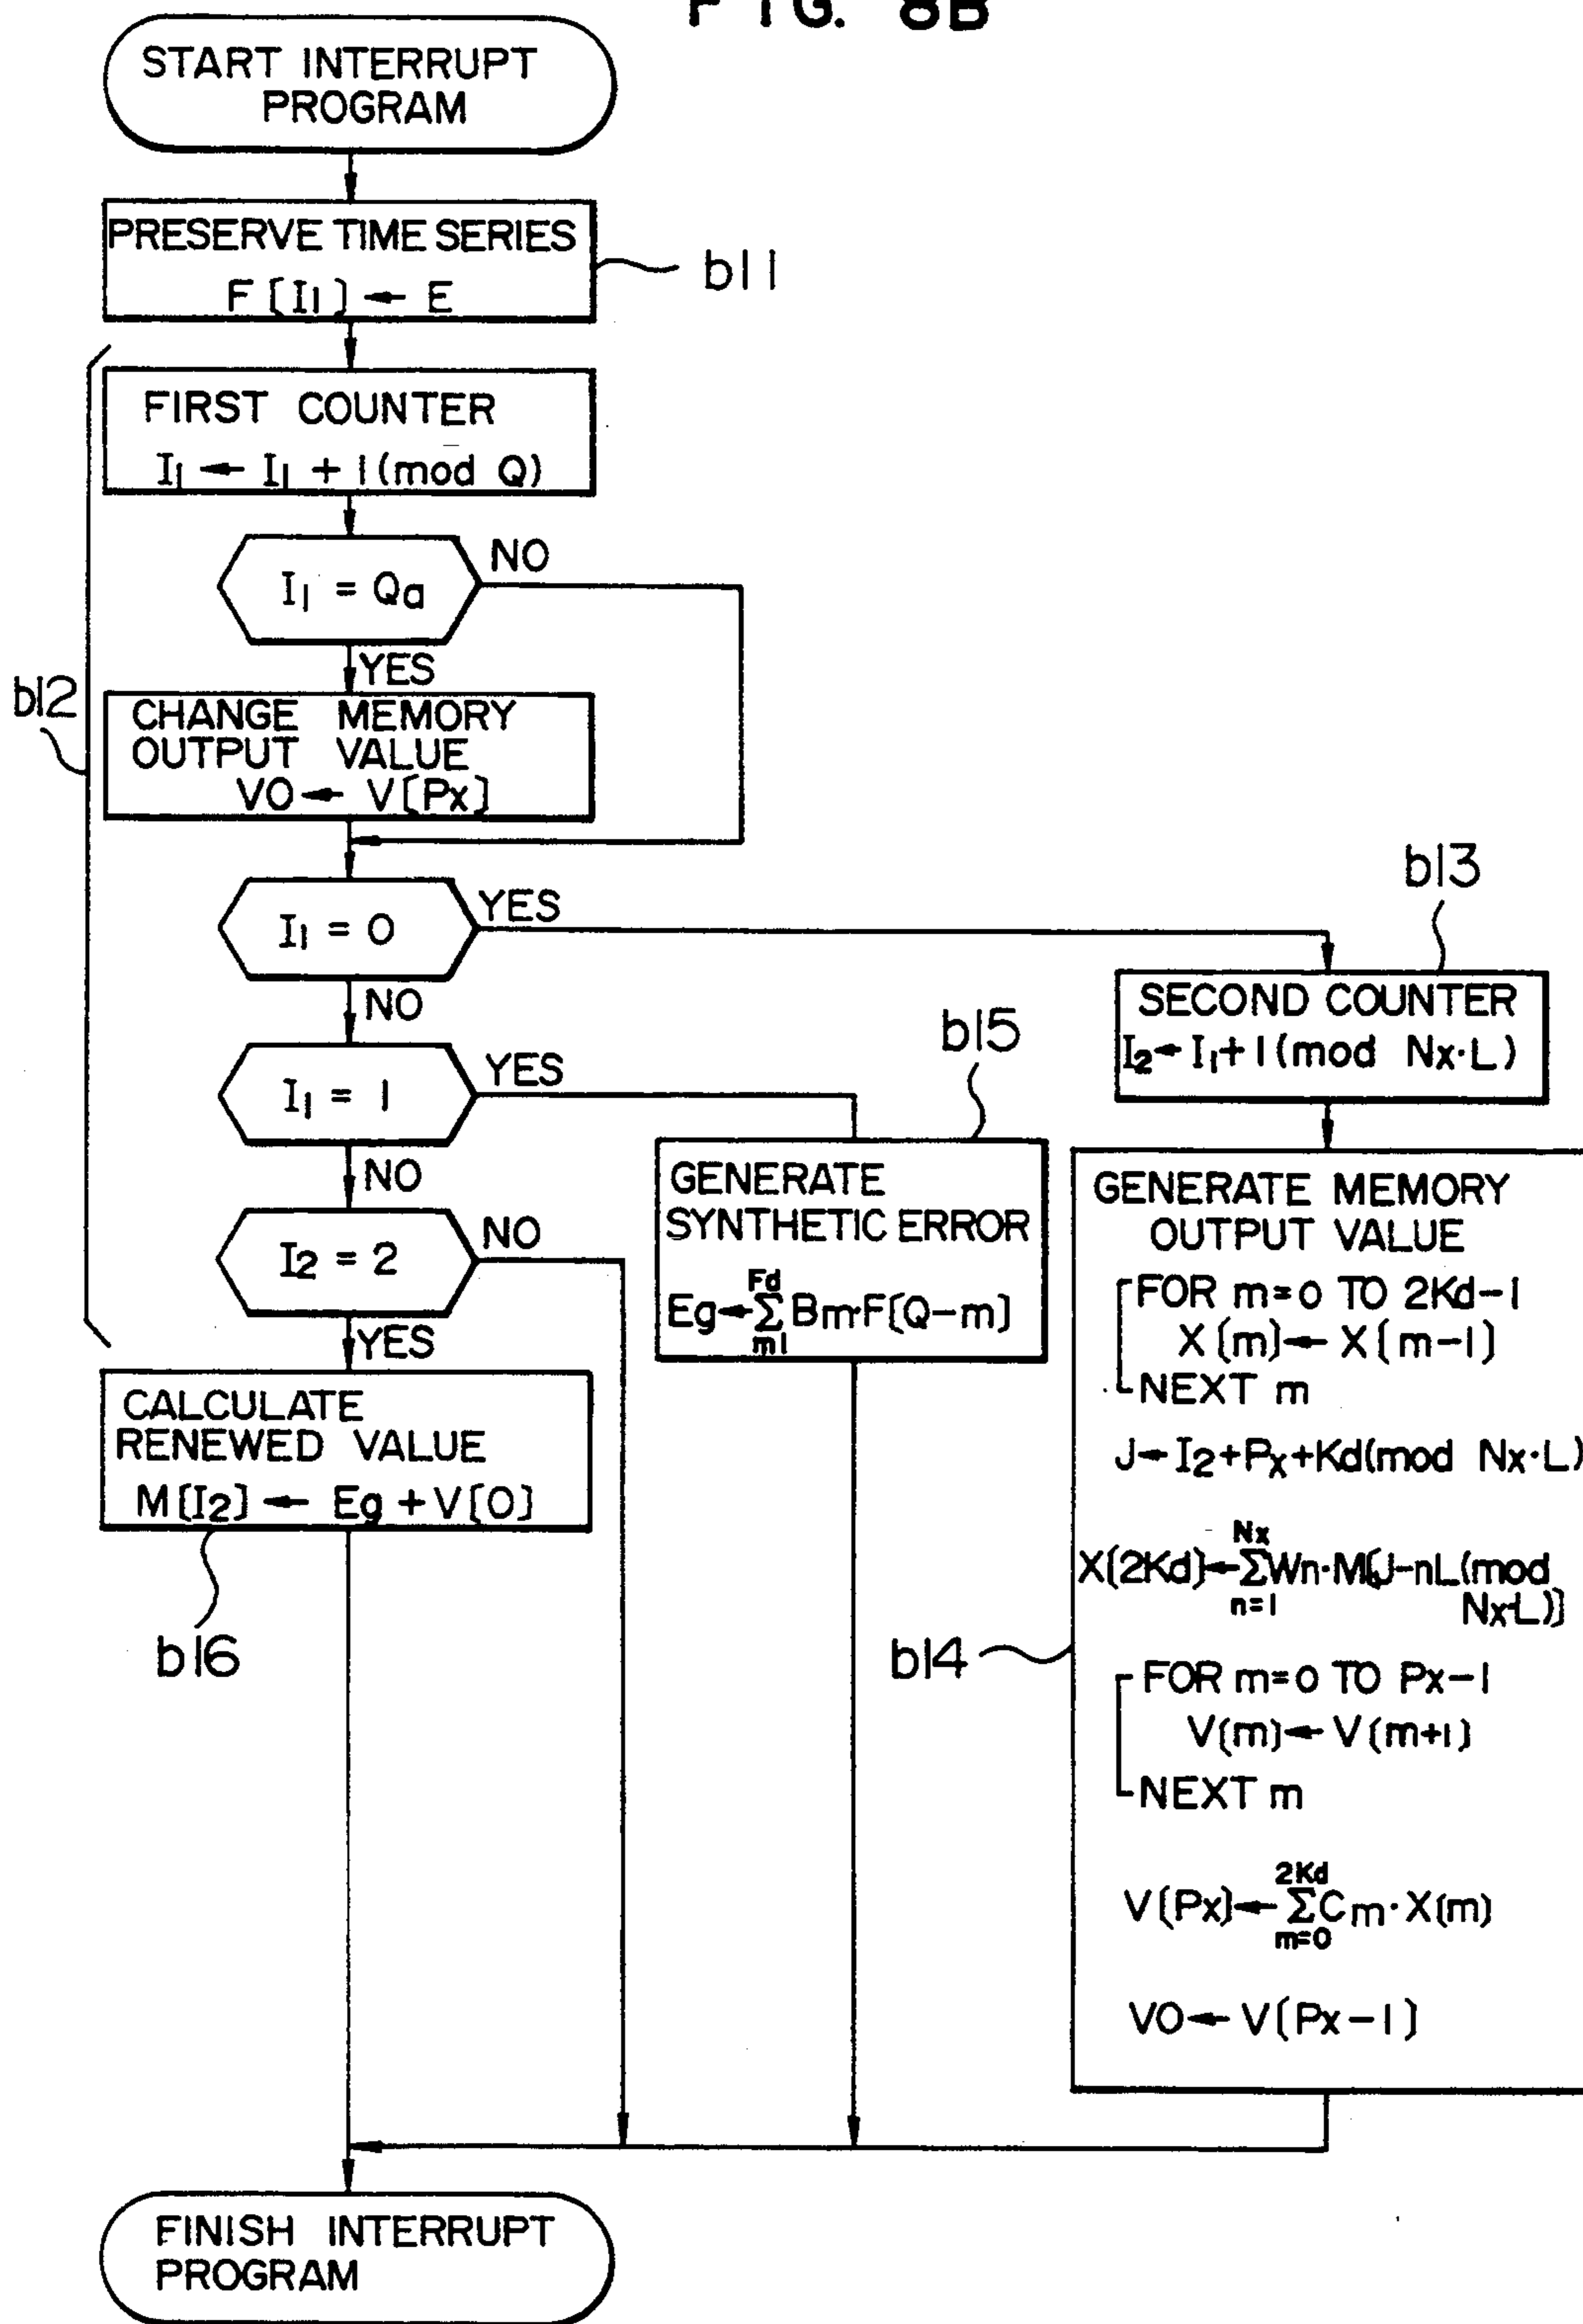 FIG. 8B
START INTERRUPT
PROGRAM
PRESERVE TIME SERIES
F[I1] ← E
b11
FIRST COUNTER
I1 ← I1 + 1 (mod Q)
I1 = Qa
NO
YES
b12
CHANGE MEMORY
OUTPUT VALUE
VO ← V[Px]
I1 = 0
YES
NO
b13
SECOND COUNTER
I2 ← I1 + 1 (mod Nx·L)
I1 = 1
YES
NO
b15
GENERATE
SYNTHETIC ERROR
Eg ← Fd Σ m1 Bm·F[Q-m]
I2 = 2
NO
YES
CALCULATE
RENEWED VALUE
M[I2] ← Eg + V[0]
b16
GENERATE MEMORY
OUTPUT VALUE
FOR m=0 TO 2Kd-1
X(m) ← X(m-1)
NEXT m
J ← I2+Px+Kd(mod Nx·L)
X(2Kd) ← Nx Σ n=1 Wn·M[J-nL(mod
Nx·L)]
b14
FOR m=0 TO Px-1
V(m) ← V(m+1)
NEXT m
V(Px) ← 2Kd Σ m=0 Cm·X(m)
VO ← V(Px-1)
FINISH INTERRUPT
PROGRAM